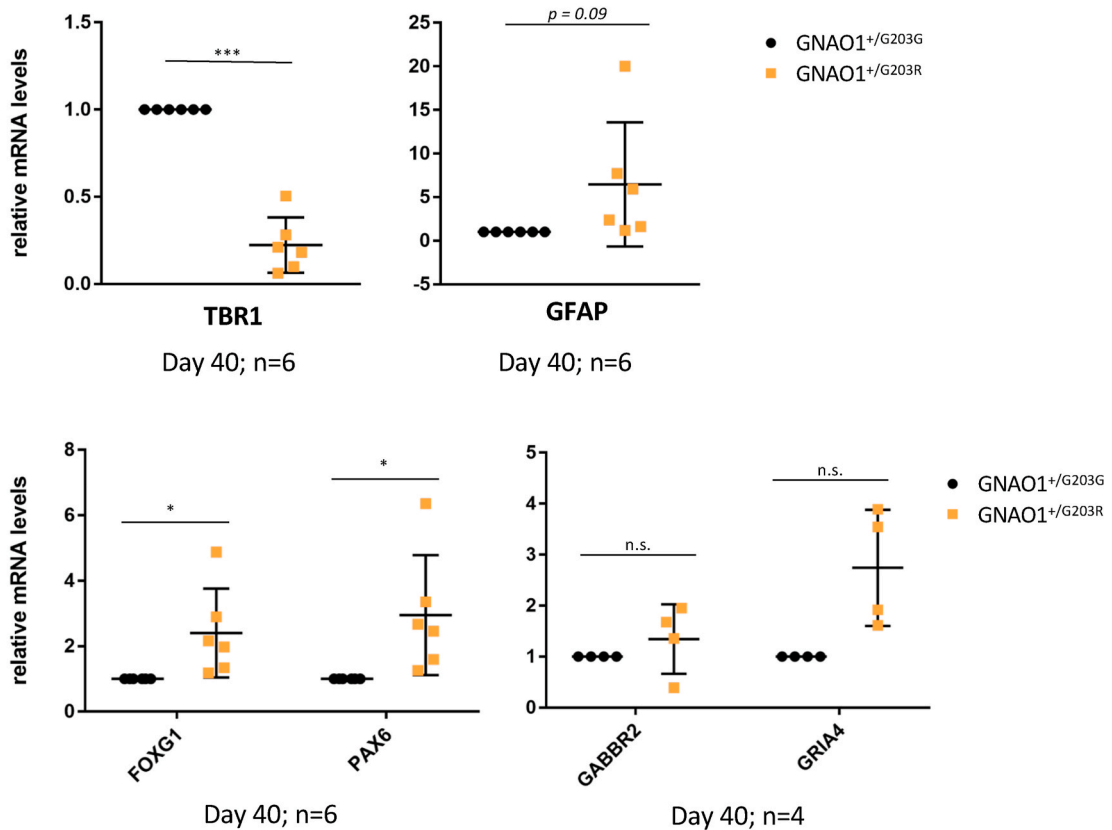 relative mRNA levels
1.5
1.0
0.5
0.0
***
TBR1
Day 40; n=6
25
20
15
10
5
0
-5
p = 0.09
GFAP
Day 40; n=6
GNAO1+/G203G
GNAO1+/G203R
relative mRNA levels
8
6
4
2
0
*
*
FOXG1
PAX6
Day 40; n=6
5
4
3
2
1
0
n.s.
n.s.
GABBR2
GRIA4
Day 40; n=4
GNAO1+/G203G
GNAO1+/G203R